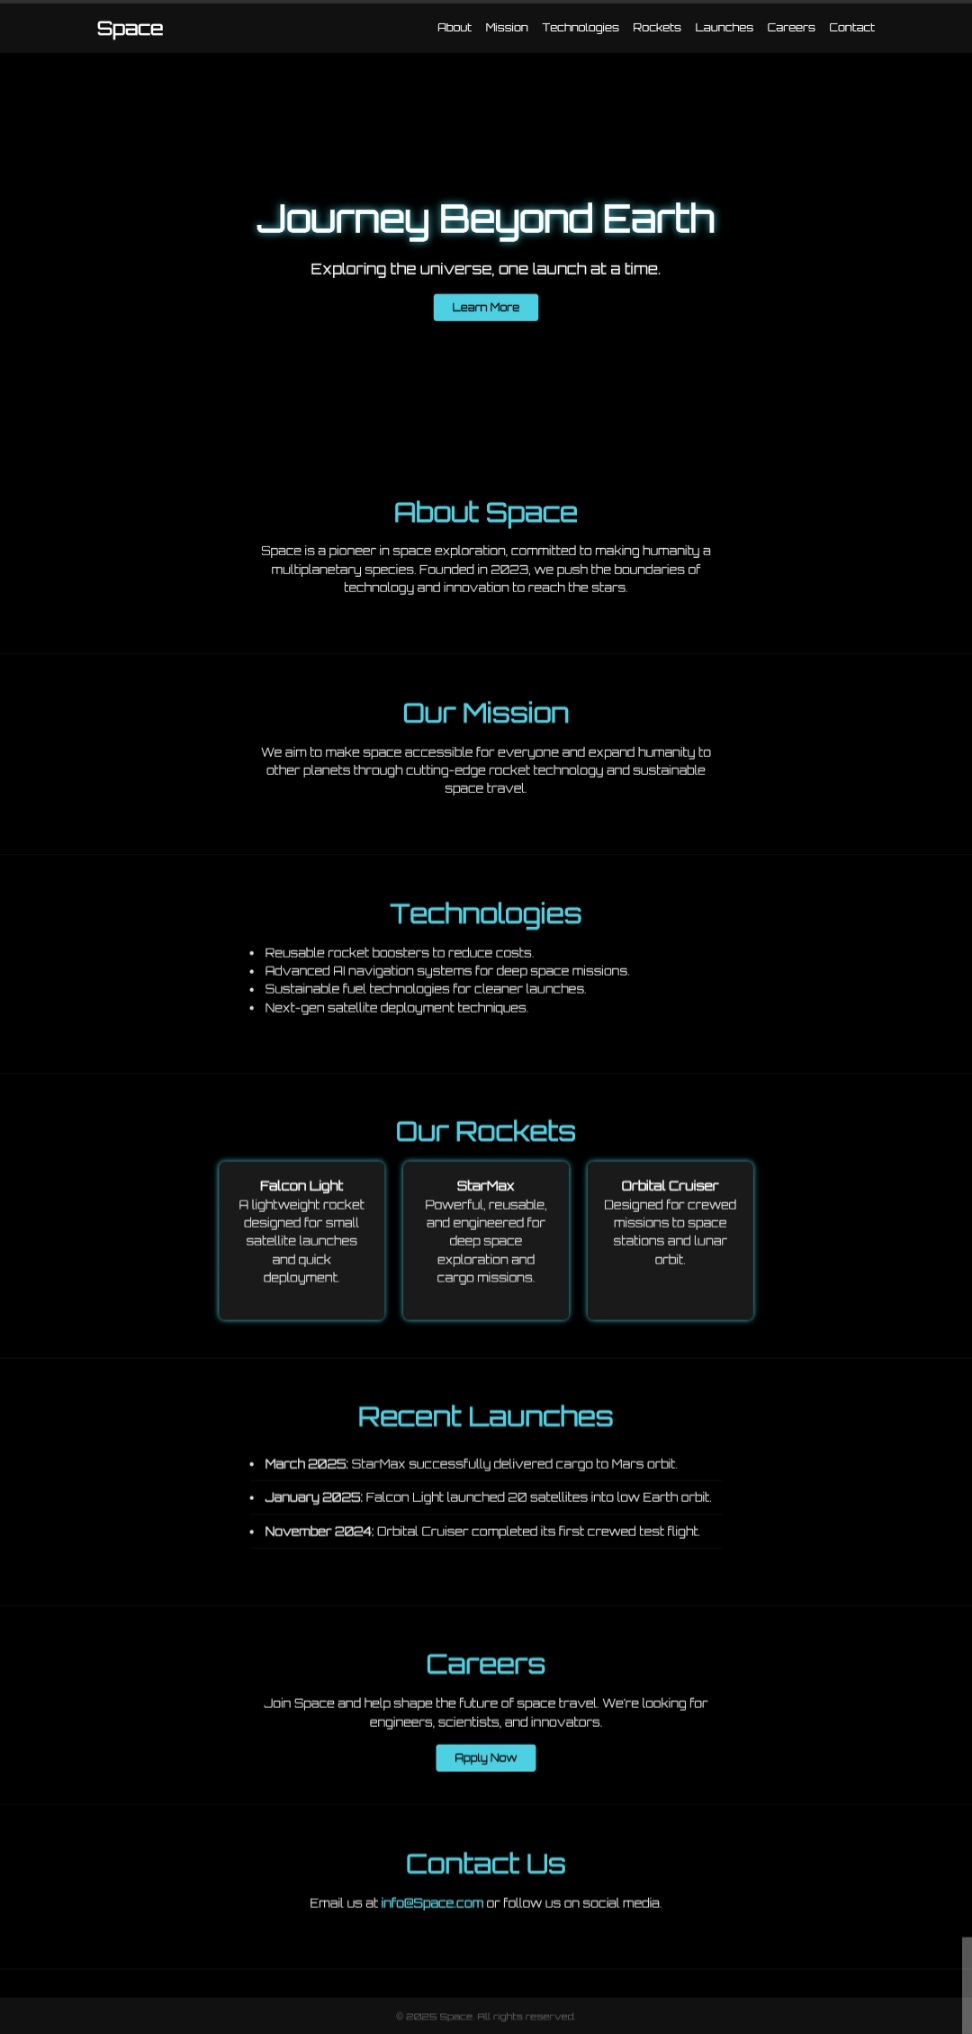 Space
About Mission Technologies Rockets Launches Careers Contact
Journey Beyond Earth
Exploring the universe, one launch at a time.
Learn More
About Space
Space is a pioneer in space exploration, committed to making humanity a
multiplanetary species. Founded in 2023, we push the boundaries of
technology and innovation to reach the stars.
Our Mission
We aim to make space accessible for everyone and expand humanity to
other planets through cutting-edge rocket technology and sustainable
space travel.
Technologies
• Reusable rocket boosters to reduce costs.
• Advanced AI navigation systems for deep space missions.
• Sustainable fuel technologies for cleaner launches.
• Next-gen satellite deployment techniques.
Our Rockets
Falcon Light
A lightweight rocket
designed for small
satellite launches
and quick
deployment.
StarMax
Powerful, reusable,
and engineered for
deep space
exploration and
cargo missions.
Orbital Cruiser
Designed for crewed
missions to space
stations and lunar
orbit.
Recent Launches
• March 2025: StarMax successfully delivered cargo to Mars orbit.
• January 2025: Falcon Light launched 20 satellites into low Earth orbit.
• November 2024: Orbital Cruiser completed its first crewed test flight.
Careers
Join Space and help shape the future of space travel. We're looking for
engineers, scientists, and innovators.
Apply Now
Contact Us
Email us at info@Space.com or follow us on social media.
© 2025 Space. All rights reserved.